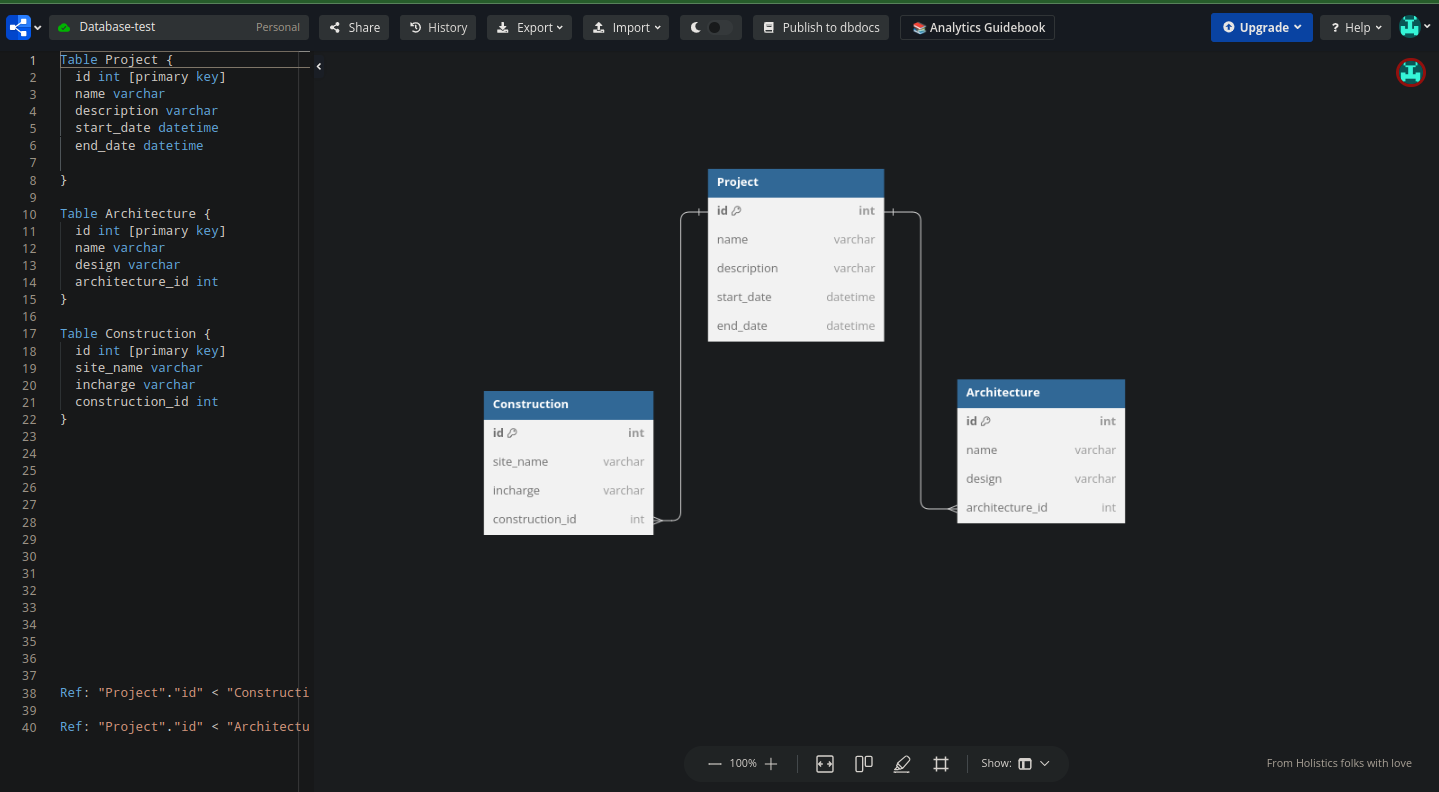 Database-test Personal Share History Export Import Publish to dbdocs 📚 Analytics Guidebook Upgrade ? Help
1 Table Project {
2 id int [primary key]
3 name varchar
4 description varchar
5 start_date datetime
6 end_date datetime
7
8 }
9
10 Table Architecture {
11 id int [primary key]
12 name varchar
13 design varchar
14 architecture_id int
15 }
16
17 Table Construction {
18 id int [primary key]
19 site_name varchar
20 incharge varchar
21 construction_id int
22 }
23
24
25
26
27
28
29
30
31
32
33
34
35
36
37
38 Ref: "Project"."id" < "Constructi
39
40 Ref: "Project"."id" < "Architectu
Project
id int
name varchar
description varchar
start_date datetime
end_date datetime
Construction
id int
site_name varchar
incharge varchar
construction_id int
Architecture
id int
name varchar
design varchar
architecture_id int
100% Show:
From Holistics folks with love